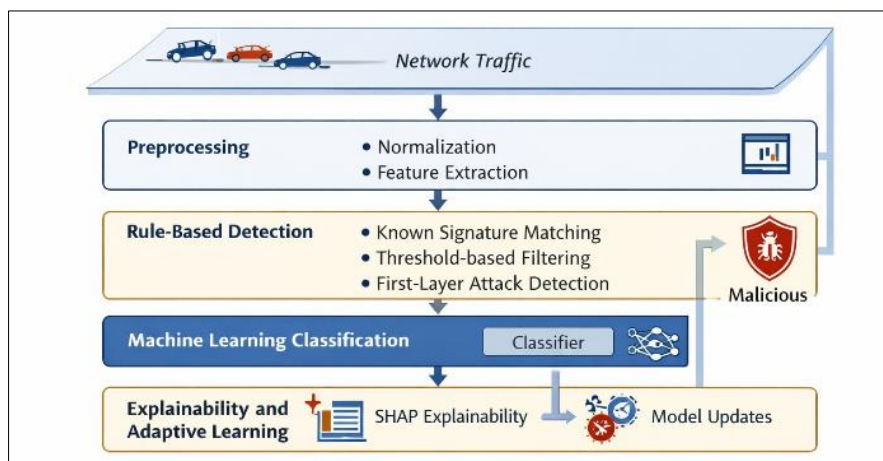 Network Traffic
Preprocessing
• Normalization
• Feature Extraction
Rule-Based Detection
• Known Signature Matching
• Threshold-based Filtering
• First-Layer Attack Detection
Malicious
Machine Learning Classification
Classifier
Explainability and
Adaptive Learning
SHAP Explainability
Model Updates